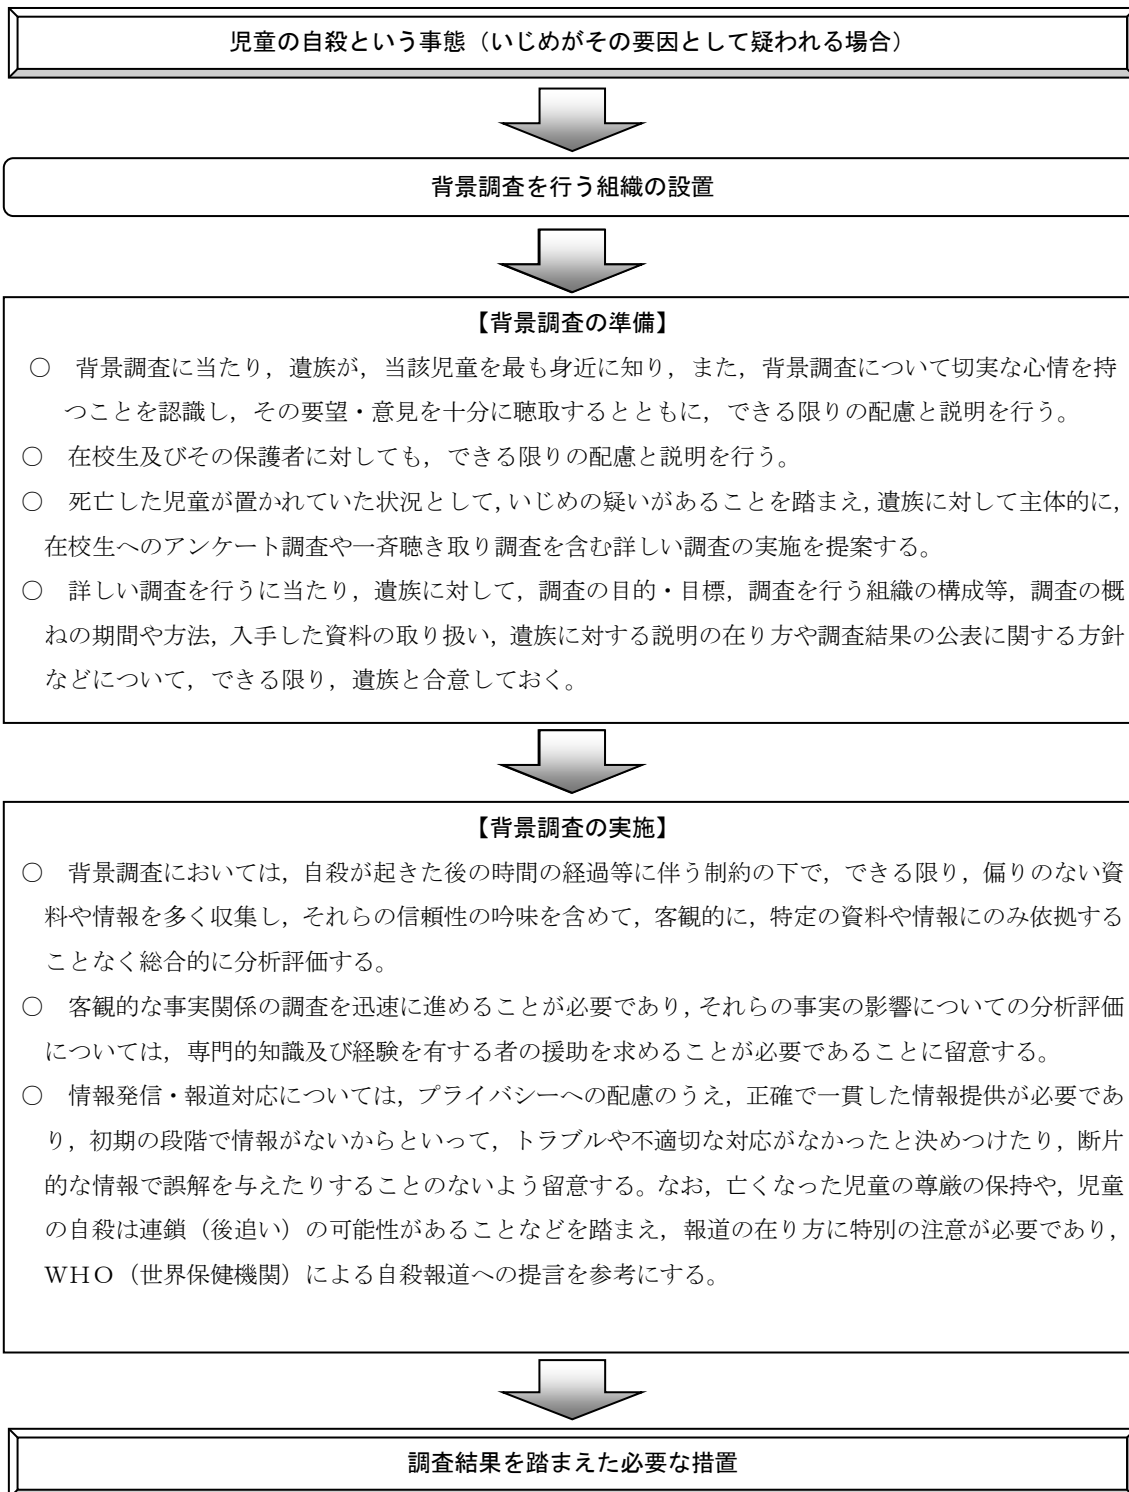 児童の自殺という事態（いじめがその要因として疑われる場合）
背景調査を行う組織の設置
【背景調査の準備】
○　背景調査に当たり，遺族が，当該児童を最も身近に知り，また，背景調査について切実な心情を持
つことを認識し，その要望・意見を十分に聴取するとともに，できる限りの配慮と説明を行う。
○　在校生及びその保護者に対しても，できる限りの配慮と説明を行う。
○　死亡した児童が置かれていた状況として，いじめの疑いがあることを踏まえ，遺族に対して主体的に，
在校生へのアンケート調査や一斉聴き取り調査を含む詳しい調査の実施を提案する。
○　詳しい調査を行うに当たり，遺族に対して，調査の目的・目標，調査を行う組織の構成等，調査の概
ねの期間や方法，入手した資料の取り扱い，遺族に対する説明の在り方や調査結果の公表に関する方針
などについて，できる限り，遺族と合意しておく。
【背景調査の実施】
○　背景調査においては，自殺が起きた後の時間の経過等に伴う制約の下で，できる限り，偏りのない資
料や情報を多く収集し，それらの信頼性の吟味を含めて，客観的に，特定の資料や情報にのみ依拠する
ことなく総合的に分析評価する。
○　客観的な事実関係の調査を迅速に進めることが必要であり，それらの事実の影響についての分析評価
については，専門的知識及び経験を有する者の援助を求めることが必要であることに留意する。
○　情報発信・報道対応については，プライバシーへの配慮のうえ，正確で一貫した情報提供が必要であ
り，初期の段階で情報がないからといって，トラブルや不適切な対応がなかったと決めつけたり，断片
的な情報で誤解を与えたりすることのないよう留意する。なお，亡くなった児童の尊厳の保持や，児童
の自殺は連鎖（後追い）の可能性があることなどを踏まえ，報道の在り方に特別の注意が必要であり，
ＷＨＯ（世界保健機関）による自殺報道への提言を参考にする。
調査結果を踏まえた必要な措置